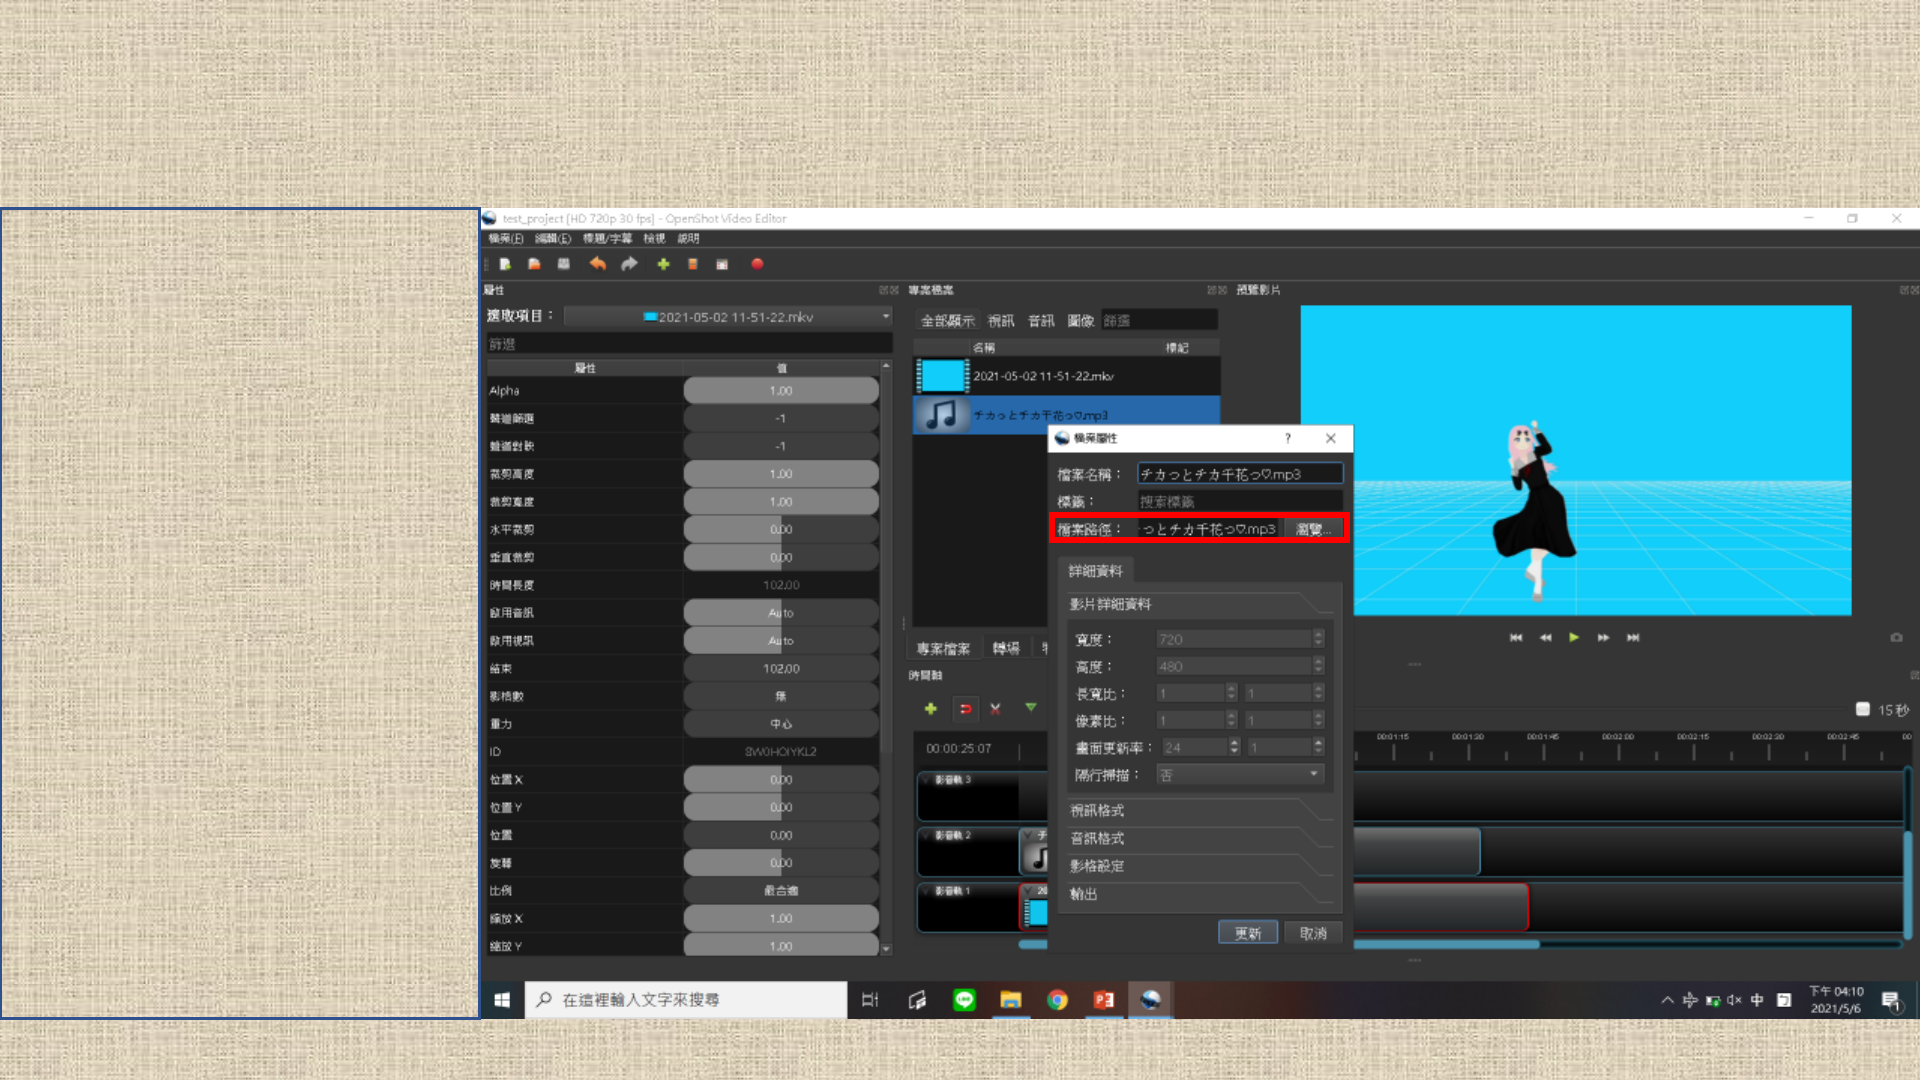 test_project [HD 720p 30 fps] - OpenShot Video Editor
檔案(F) 編輯(E) 標題/字幕 檢視 說明
屬性
選取項目：
2021-05-02 11-51-22.mkv
篩選
屬性 值
Alpha 1.00
聲道篩選 -1
聲道對映 -1
裁剪高度 1.00
裁剪寬度 1.00
水平裁剪 0.00
垂直裁剪 0.00
時間長度 102.00
啟用音訊 Auto
啟用視訊 Auto
結束 102.00
影格數 無
重力 中心
ID 8W0HOIYKL2
位置 X 0.00
位置 Y 0.00
位置 0.00
旋轉 0.00
比例 最合適
縮放 X 1.00
縮放 Y 1.00
專案檔案
全部顯示 視訊 音訊 圖像 篩選
名稱 標記
2021-05-02 11-51-22.mkv
チカっとチカ千花っ♡.mp3
檔案屬性
?
檔案名稱： チカっとチカ千花っ♡.mp3
標籤： 搜索標籤
檔案路徑： っとチカ千花っ♡.mp3 瀏覽...
詳細資料
影片詳細資料
寬度： 720
高度： 480
長寬比： 1 1
像素比： 1 1
畫面更新率： 24 1
隔行掃描： 否
視訊格式
音訊格式
影格設定
輸出
更新 取消
預覽影片
專案檔案 轉場
時間軸
15 秒
00:00:25:07
00:01:15 00:01:30 00:01:45 00:02:00 00:02:15 00:02:30 00:02:45 00
影音軌 3
影音軌 2
チ
影音軌 1
20
在這裡輸入文字來搜尋
中
下午 04:10
2021/5/6
1